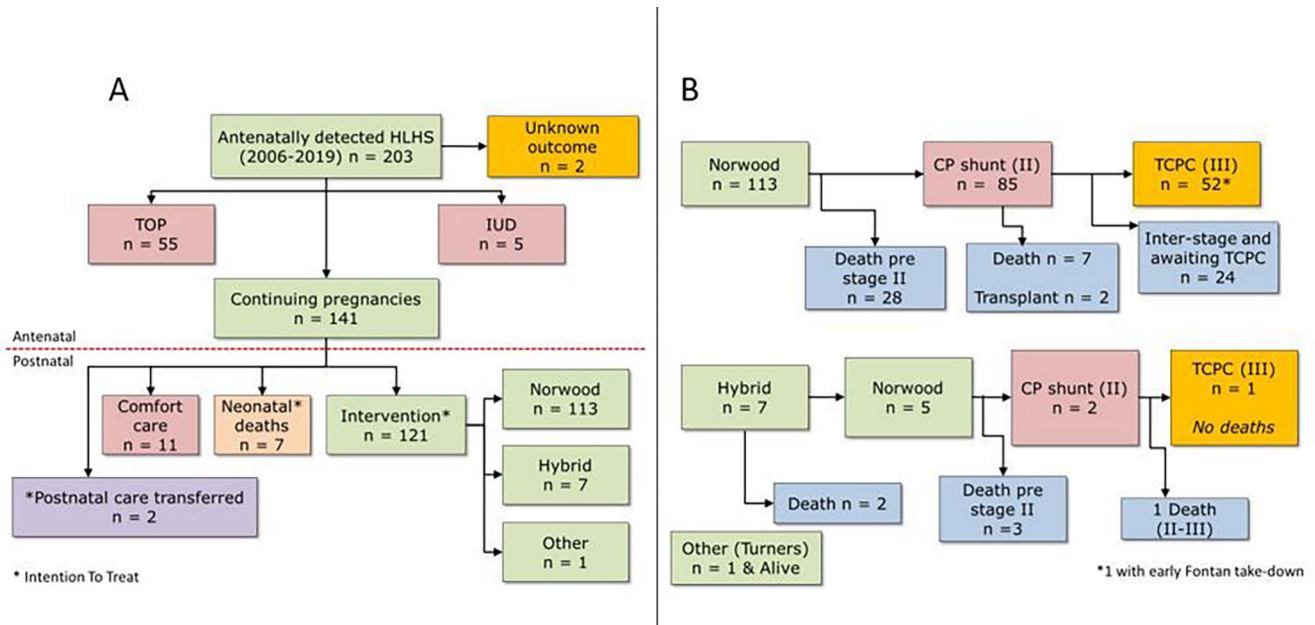 A
Antenatally detected HLHS
(2006-2019) n = 203
Unknown
outcome
n = 2
TOP
n = 55
IUD
n = 5
Continuing pregnancies
n = 141
Antenatal
Postnatal
Comfort
care
n = 11
Neonatal*
deaths
n = 7
Intervention*
n = 121
Norwood
n = 113
Hybrid
n = 7
Other
n = 1
*Postnatal care transferred
n = 2
* Intention To Treat
B
Norwood
n = 113
CP shunt (II)
n = 85
TCPC (III)
n = 52*
Death pre
stage II
n = 28
Death n = 7
Transplant n = 2
Inter-stage and
awaiting TCPC
n = 24
Hybrid
n = 7
Norwood
n = 5
CP shunt (II)
n = 2
TCPC (III)
n = 1
No deaths
Death n = 2
Death pre
stage II
n =3
1 Death
(II-III)
Other (Turners)
n = 1 & Alive
*1 with early Fontan take-down